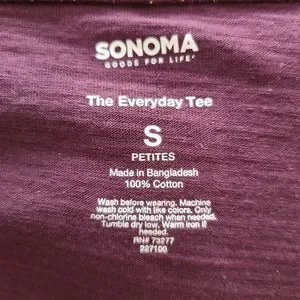 SONOMA
GOODS FOR LIFE
The Everyday Tee
S
PETITES
Made in Bangladesh
100% Cotton
Wash before wearing. Machine
wash cold with like colors. Only
non-chlorine bleach when needed.
Tumble dry low, Warm iron if
needed.
RN# 73277
227100